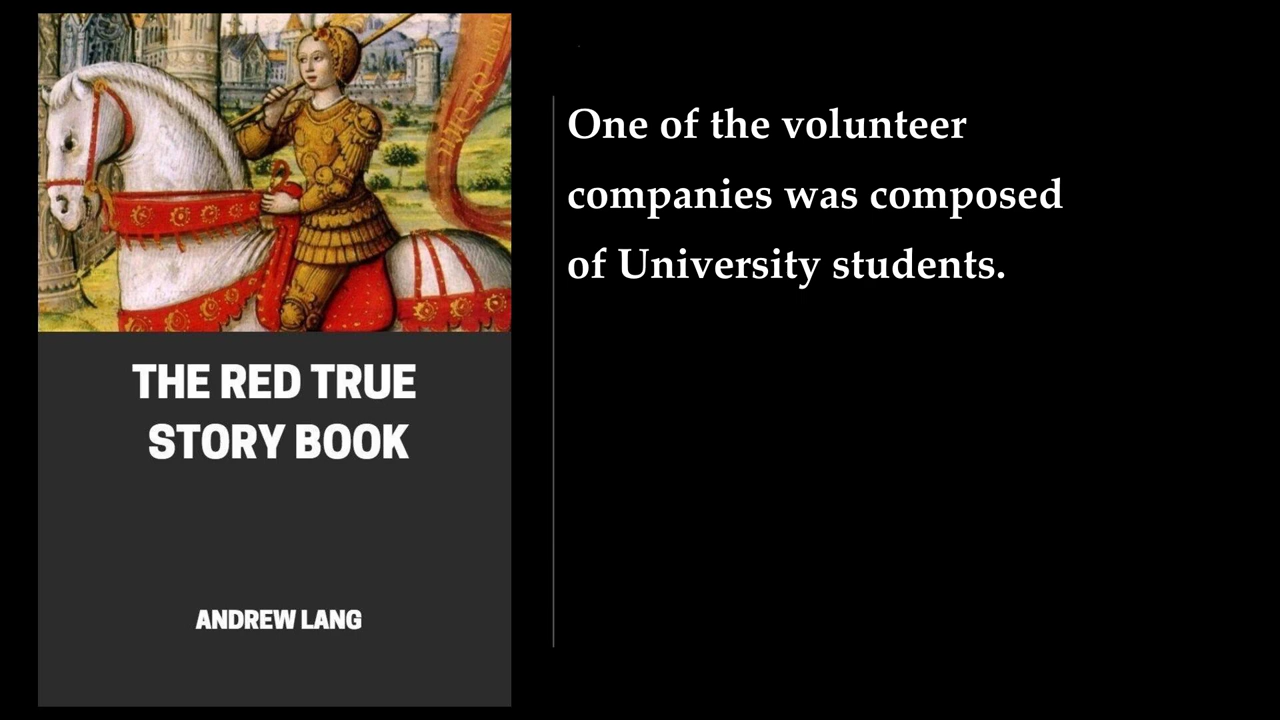 THE RED TRUE
STORY BOOK
ANDREW LANG
One of the volunteer
companies was composed
of University students.